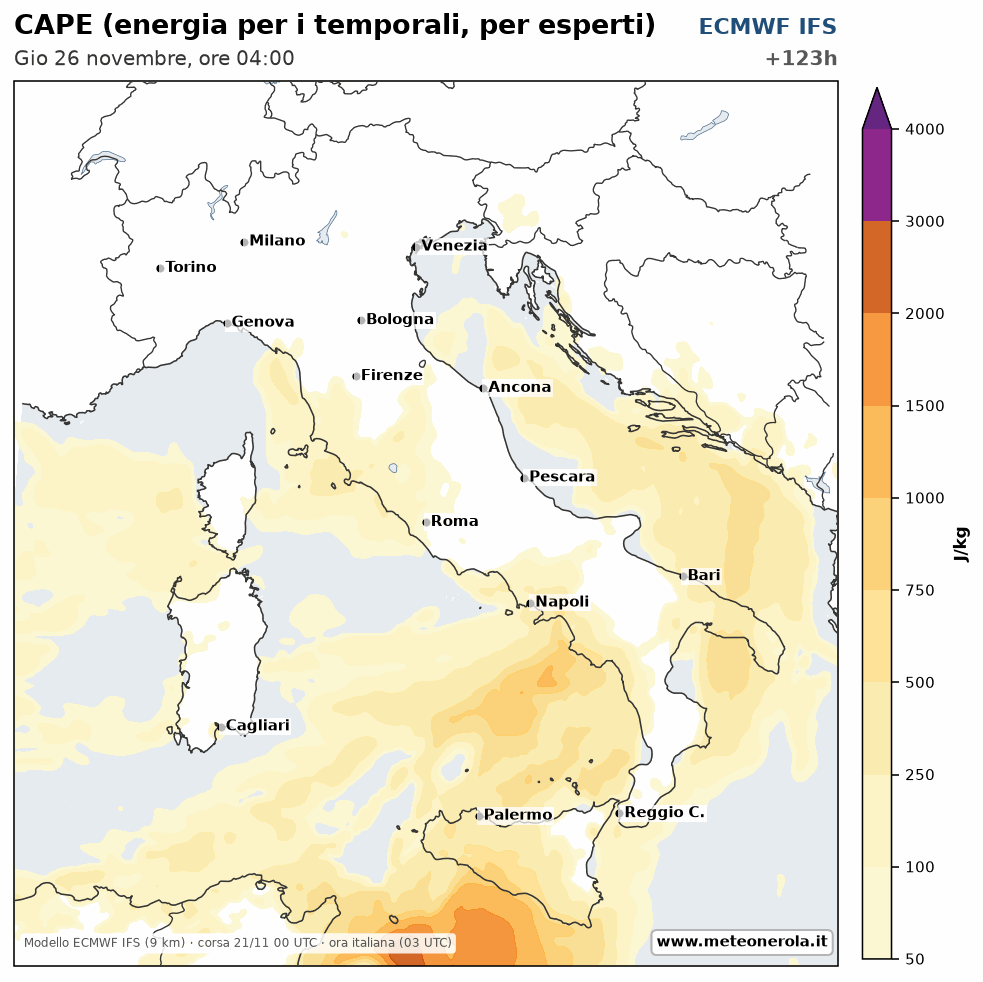 CAPE (energia per i temporali, per esperti)
ECMWF IFS
Gio 26 novembre, ore 04:00
+123h
Milano
Venezia
Torino
Genova
Bologna
Firenze
Ancona
Pescara
Roma
Bari
Napoli
Cagliari
Palermo
Reggio C.
4000
3000
2000
1500
1000
750
500
250
100
50
J/kg
Modello ECMWF IFS (9 km) · corsa 21/11 00 UTC · ora italiana (03 UTC)
www.meteonerola.it